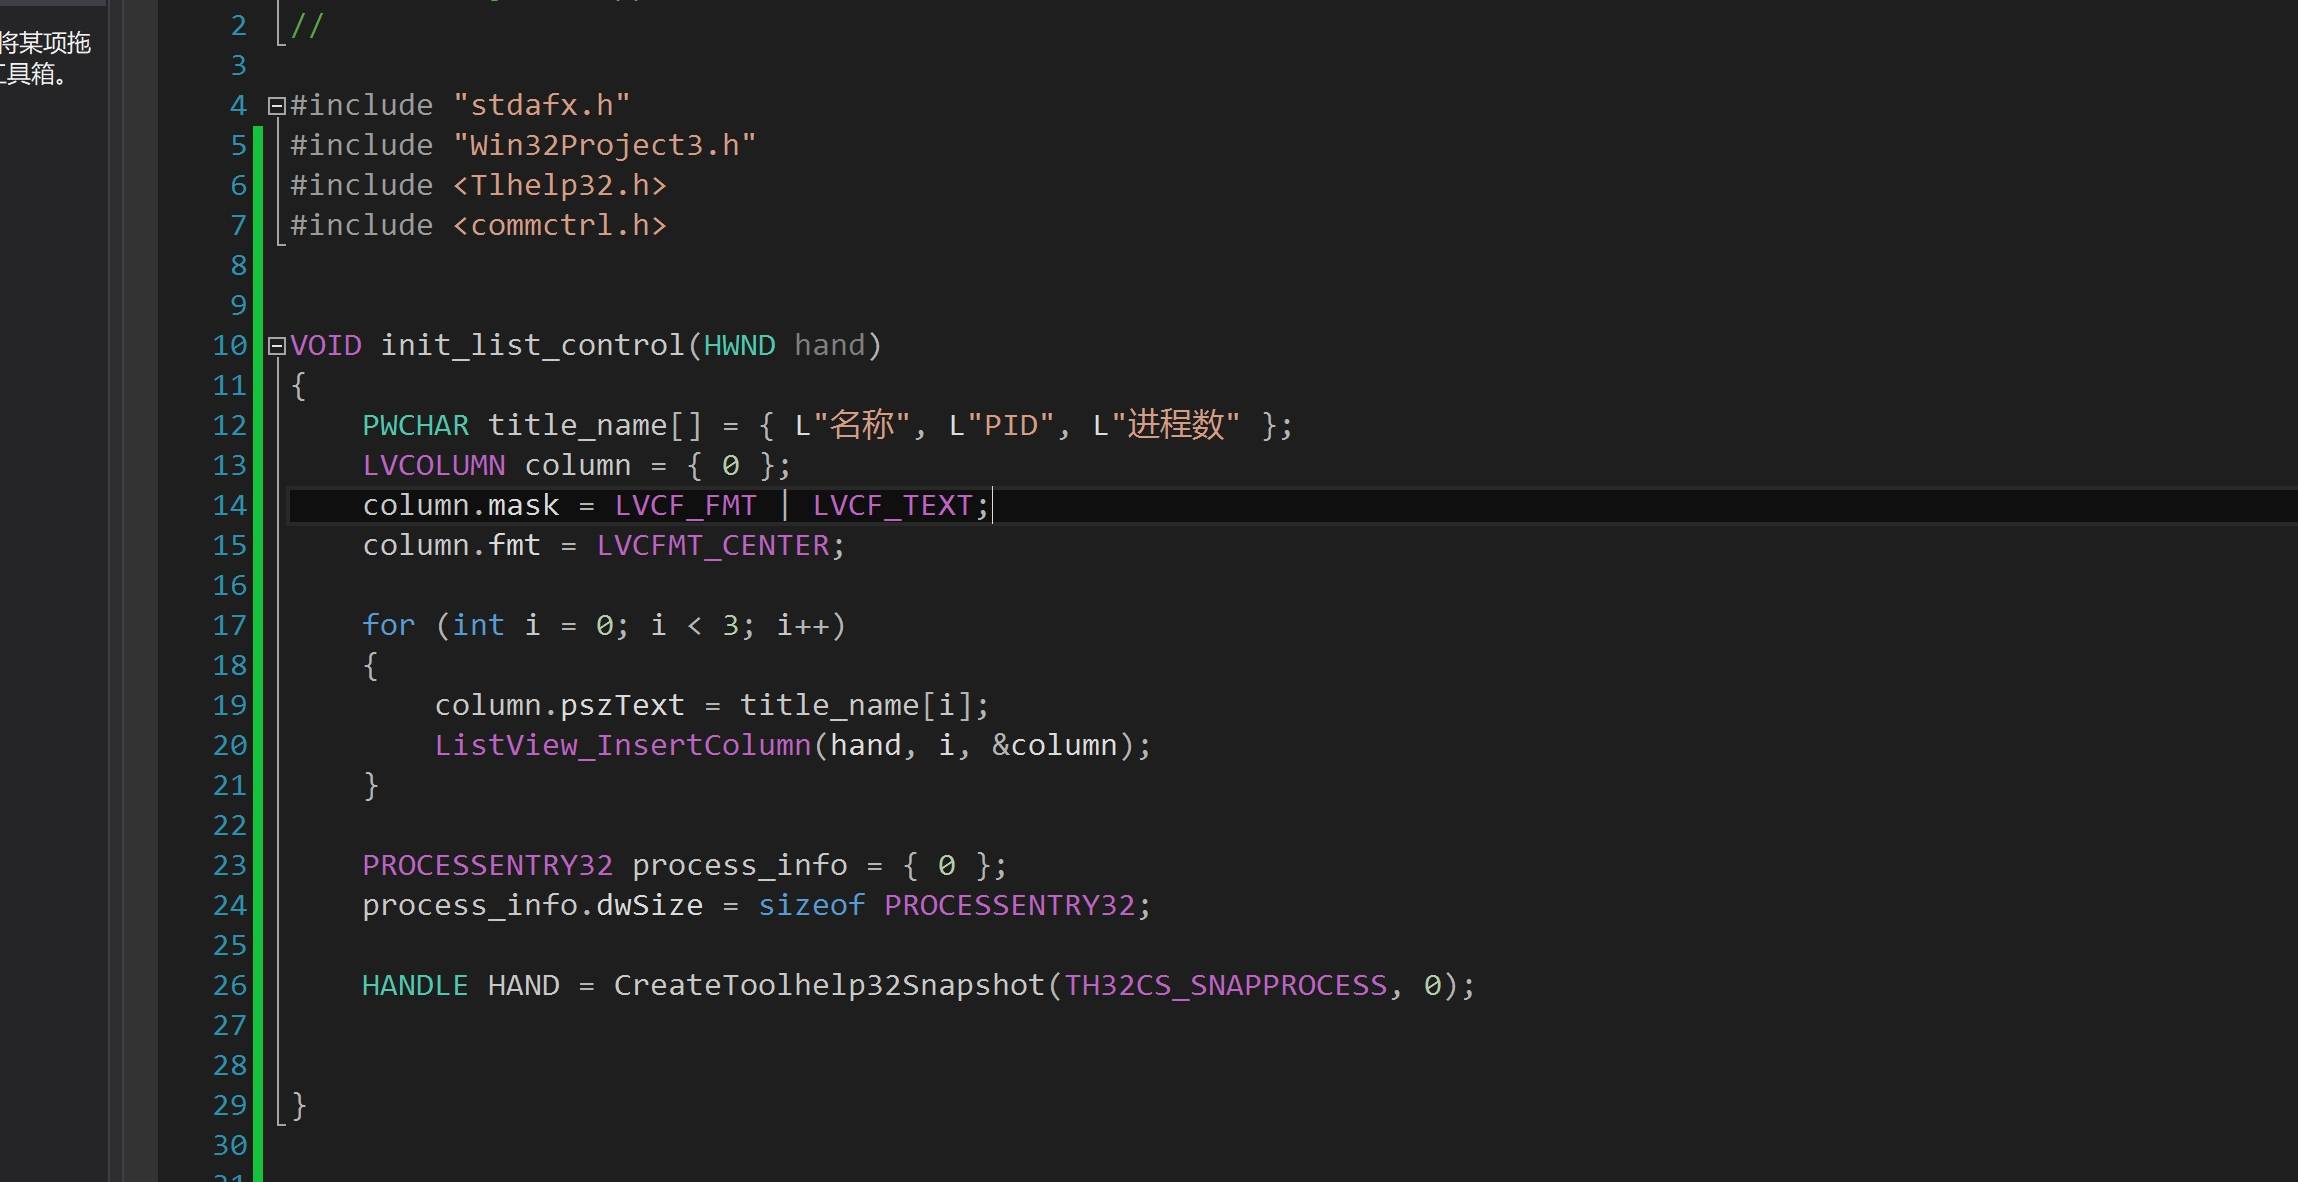 将某项拖
工具箱。
2 //
3
4 #include "stdafx.h"
5 #include "Win32Project3.h"
6 #include <Tlhelp32.h>
7 #include <commctrl.h>
8
9
10 VOID init_list_control(HWND hand)
11 {
12 PWCHAR title_name[] = { L"名称", L"PID", L"进程数" };
13 LVCOLUMN column = { 0 };
14 column.mask = LVCF_FMT | LVCF_TEXT;
15 column.fmt = LVCFMT_CENTER;
16
17 for (int i = 0; i < 3; i++)
18 {
19 column.pszText = title_name[i];
20 ListView_InsertColumn(hand, i, &column);
21 }
22
23 PROCESSENTRY32 process_info = { 0 };
24 process_info.dwSize = sizeof PROCESSENTRY32;
25
26 HANDLE HAND = CreateToolhelp32Snapshot(TH32CS_SNAPPROCESS, 0);
27
28
29 }
30
31